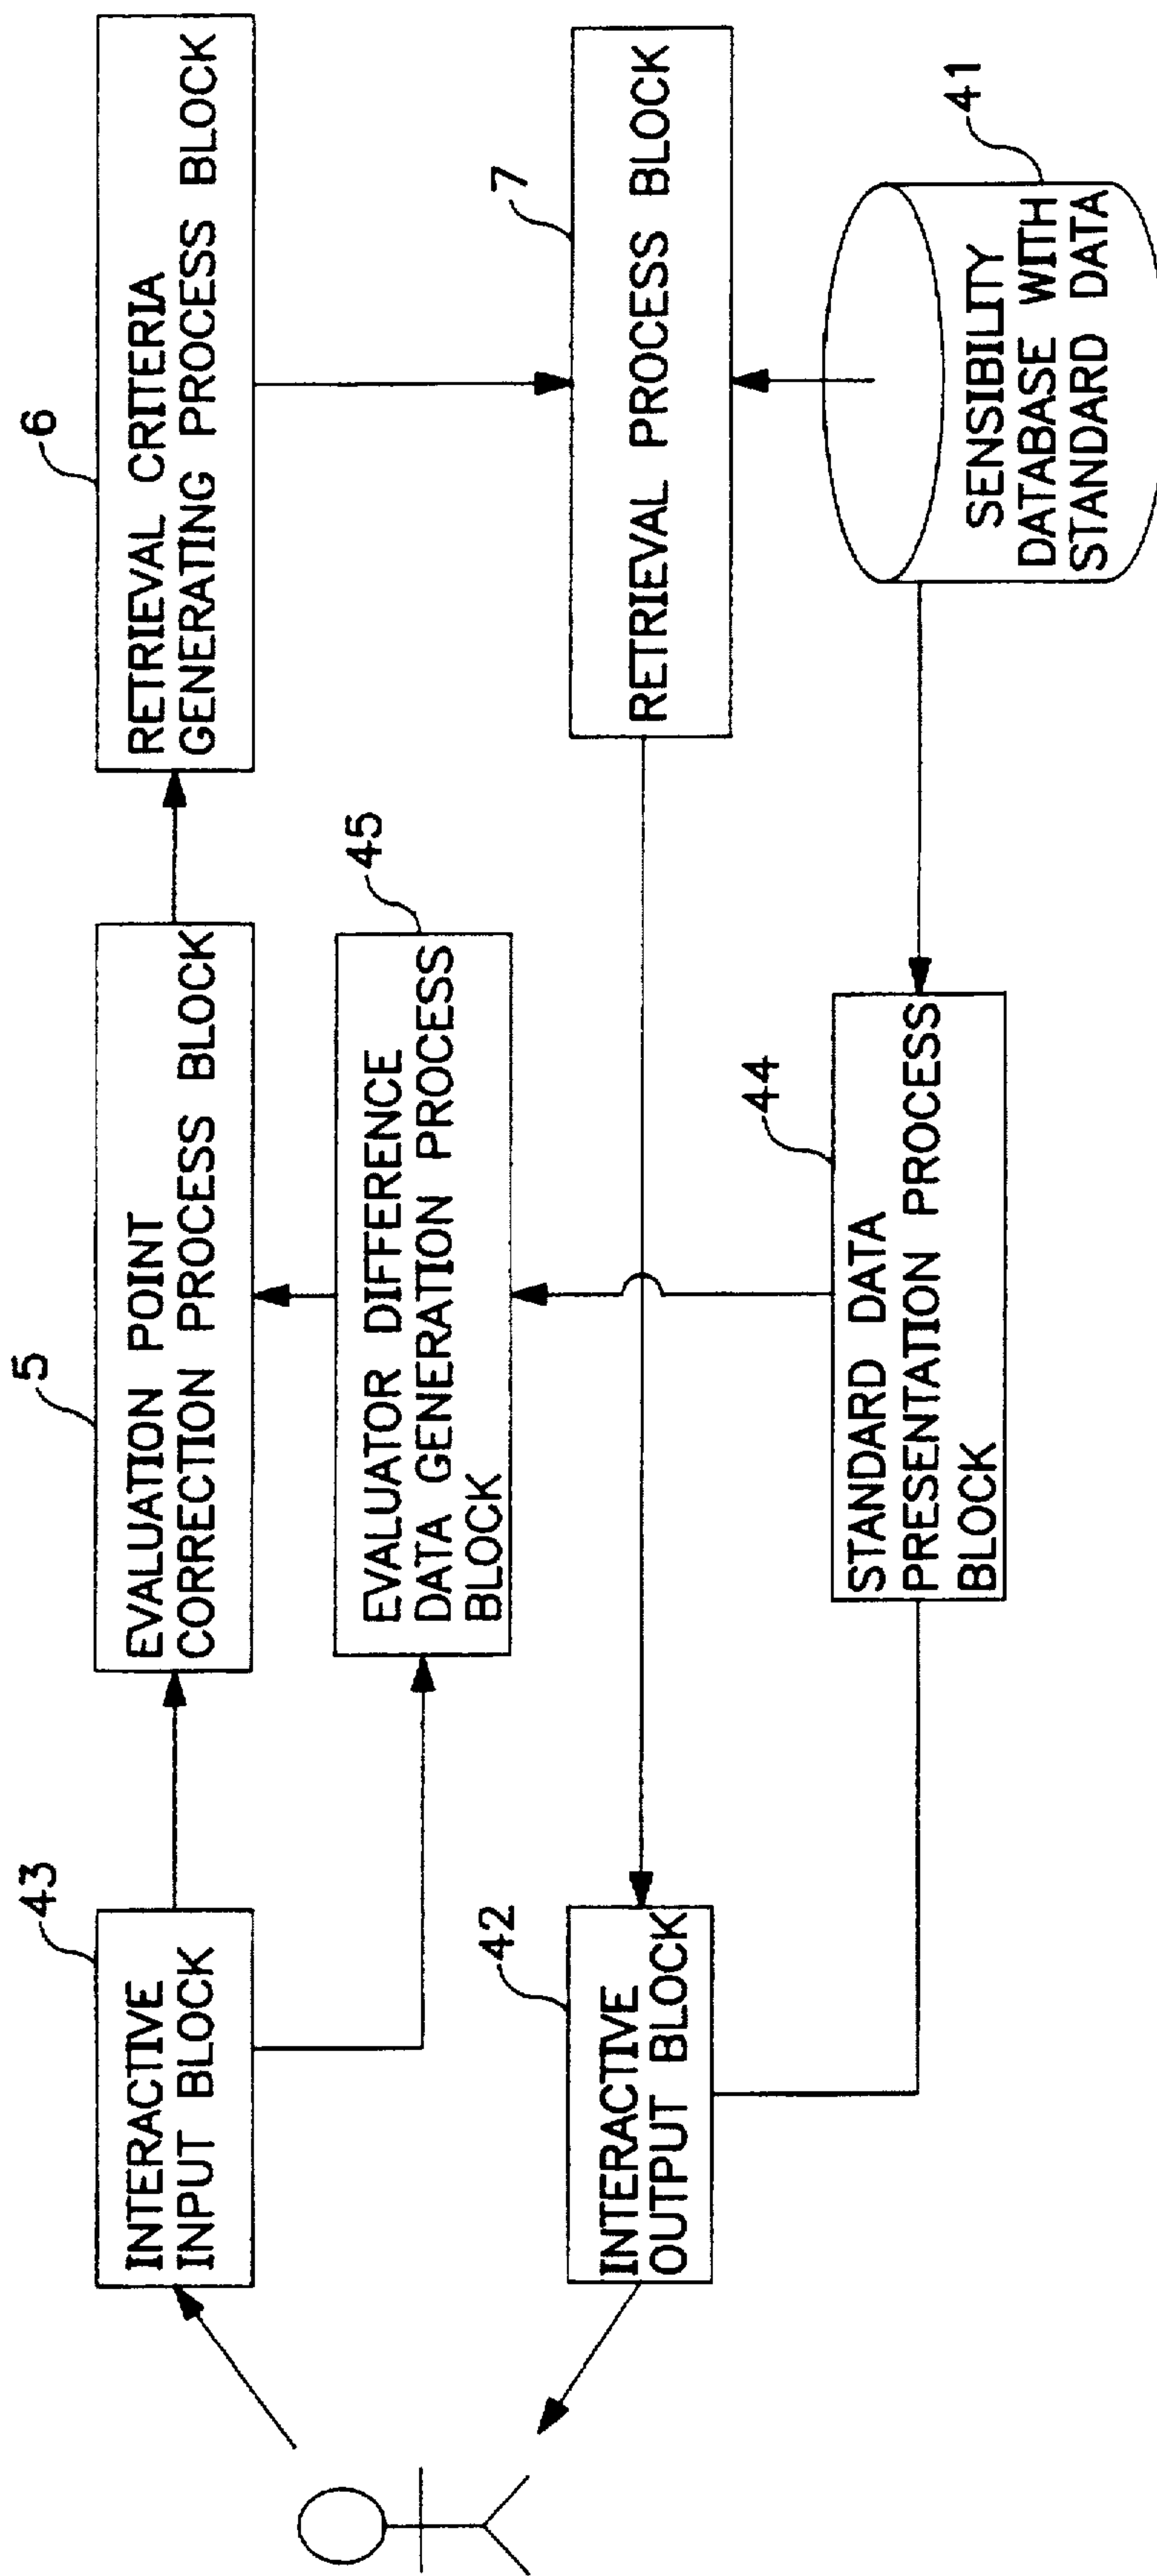 43
INTERACTIVE
INPUT BLOCK
5
EVALUATION POINT
CORRECTION PROCESS BLOCK
6
RETRIEVAL CRITERIA
GENERATING PROCESS BLOCK
45
EVALUATOR DIFFERENCE
DATA GENERATION PROCESS
BLOCK
42
INTERACTIVE
OUTPUT BLOCK
7
RETRIEVAL PROCESS BLOCK
44
STANDARD DATA
PRESENTATION PROCESS
BLOCK
41
SENSIBILITY
DATABASE WITH
STANDARD DATA